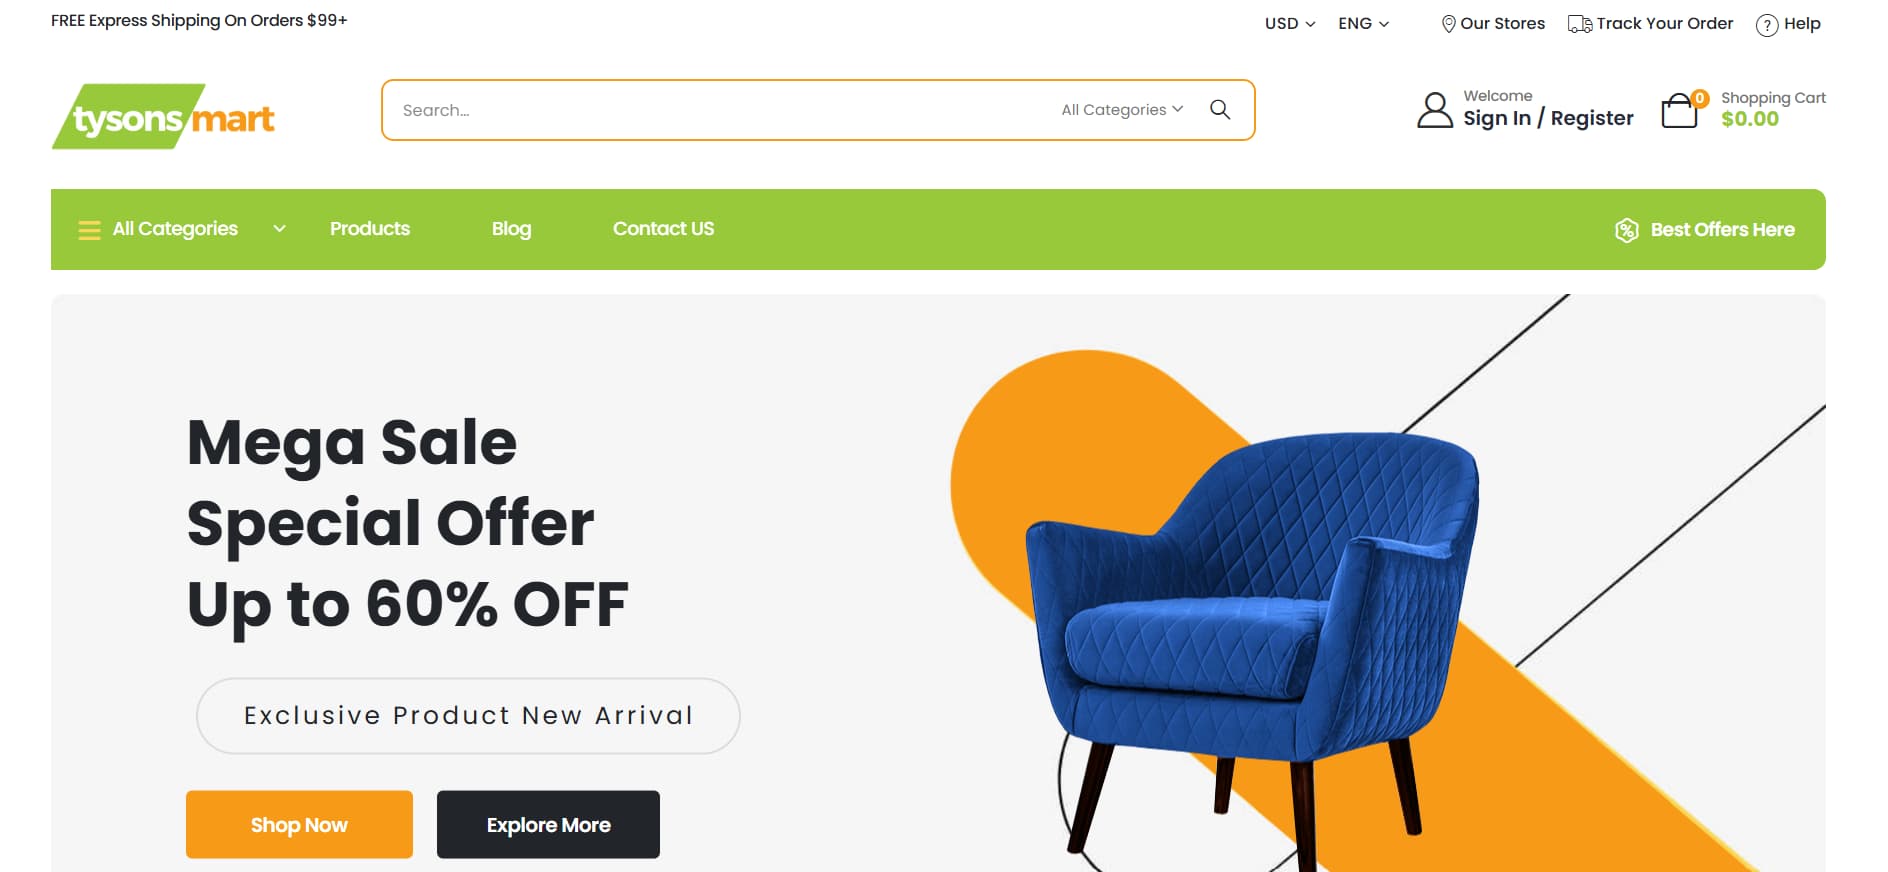 FREE Express Shipping On Orders $99+
USD
ENG
Our Stores
Track Your Order
Help
tysons mart
Search...
All Categories
Welcome
Sign In / Register
0
Shopping Cart
$0.00
All Categories
Products
Blog
Contact US
Best Offers Here
Mega Sale
Special Offer
Up to 60% OFF
Exclusive Product New Arrival
Shop Now
Explore More